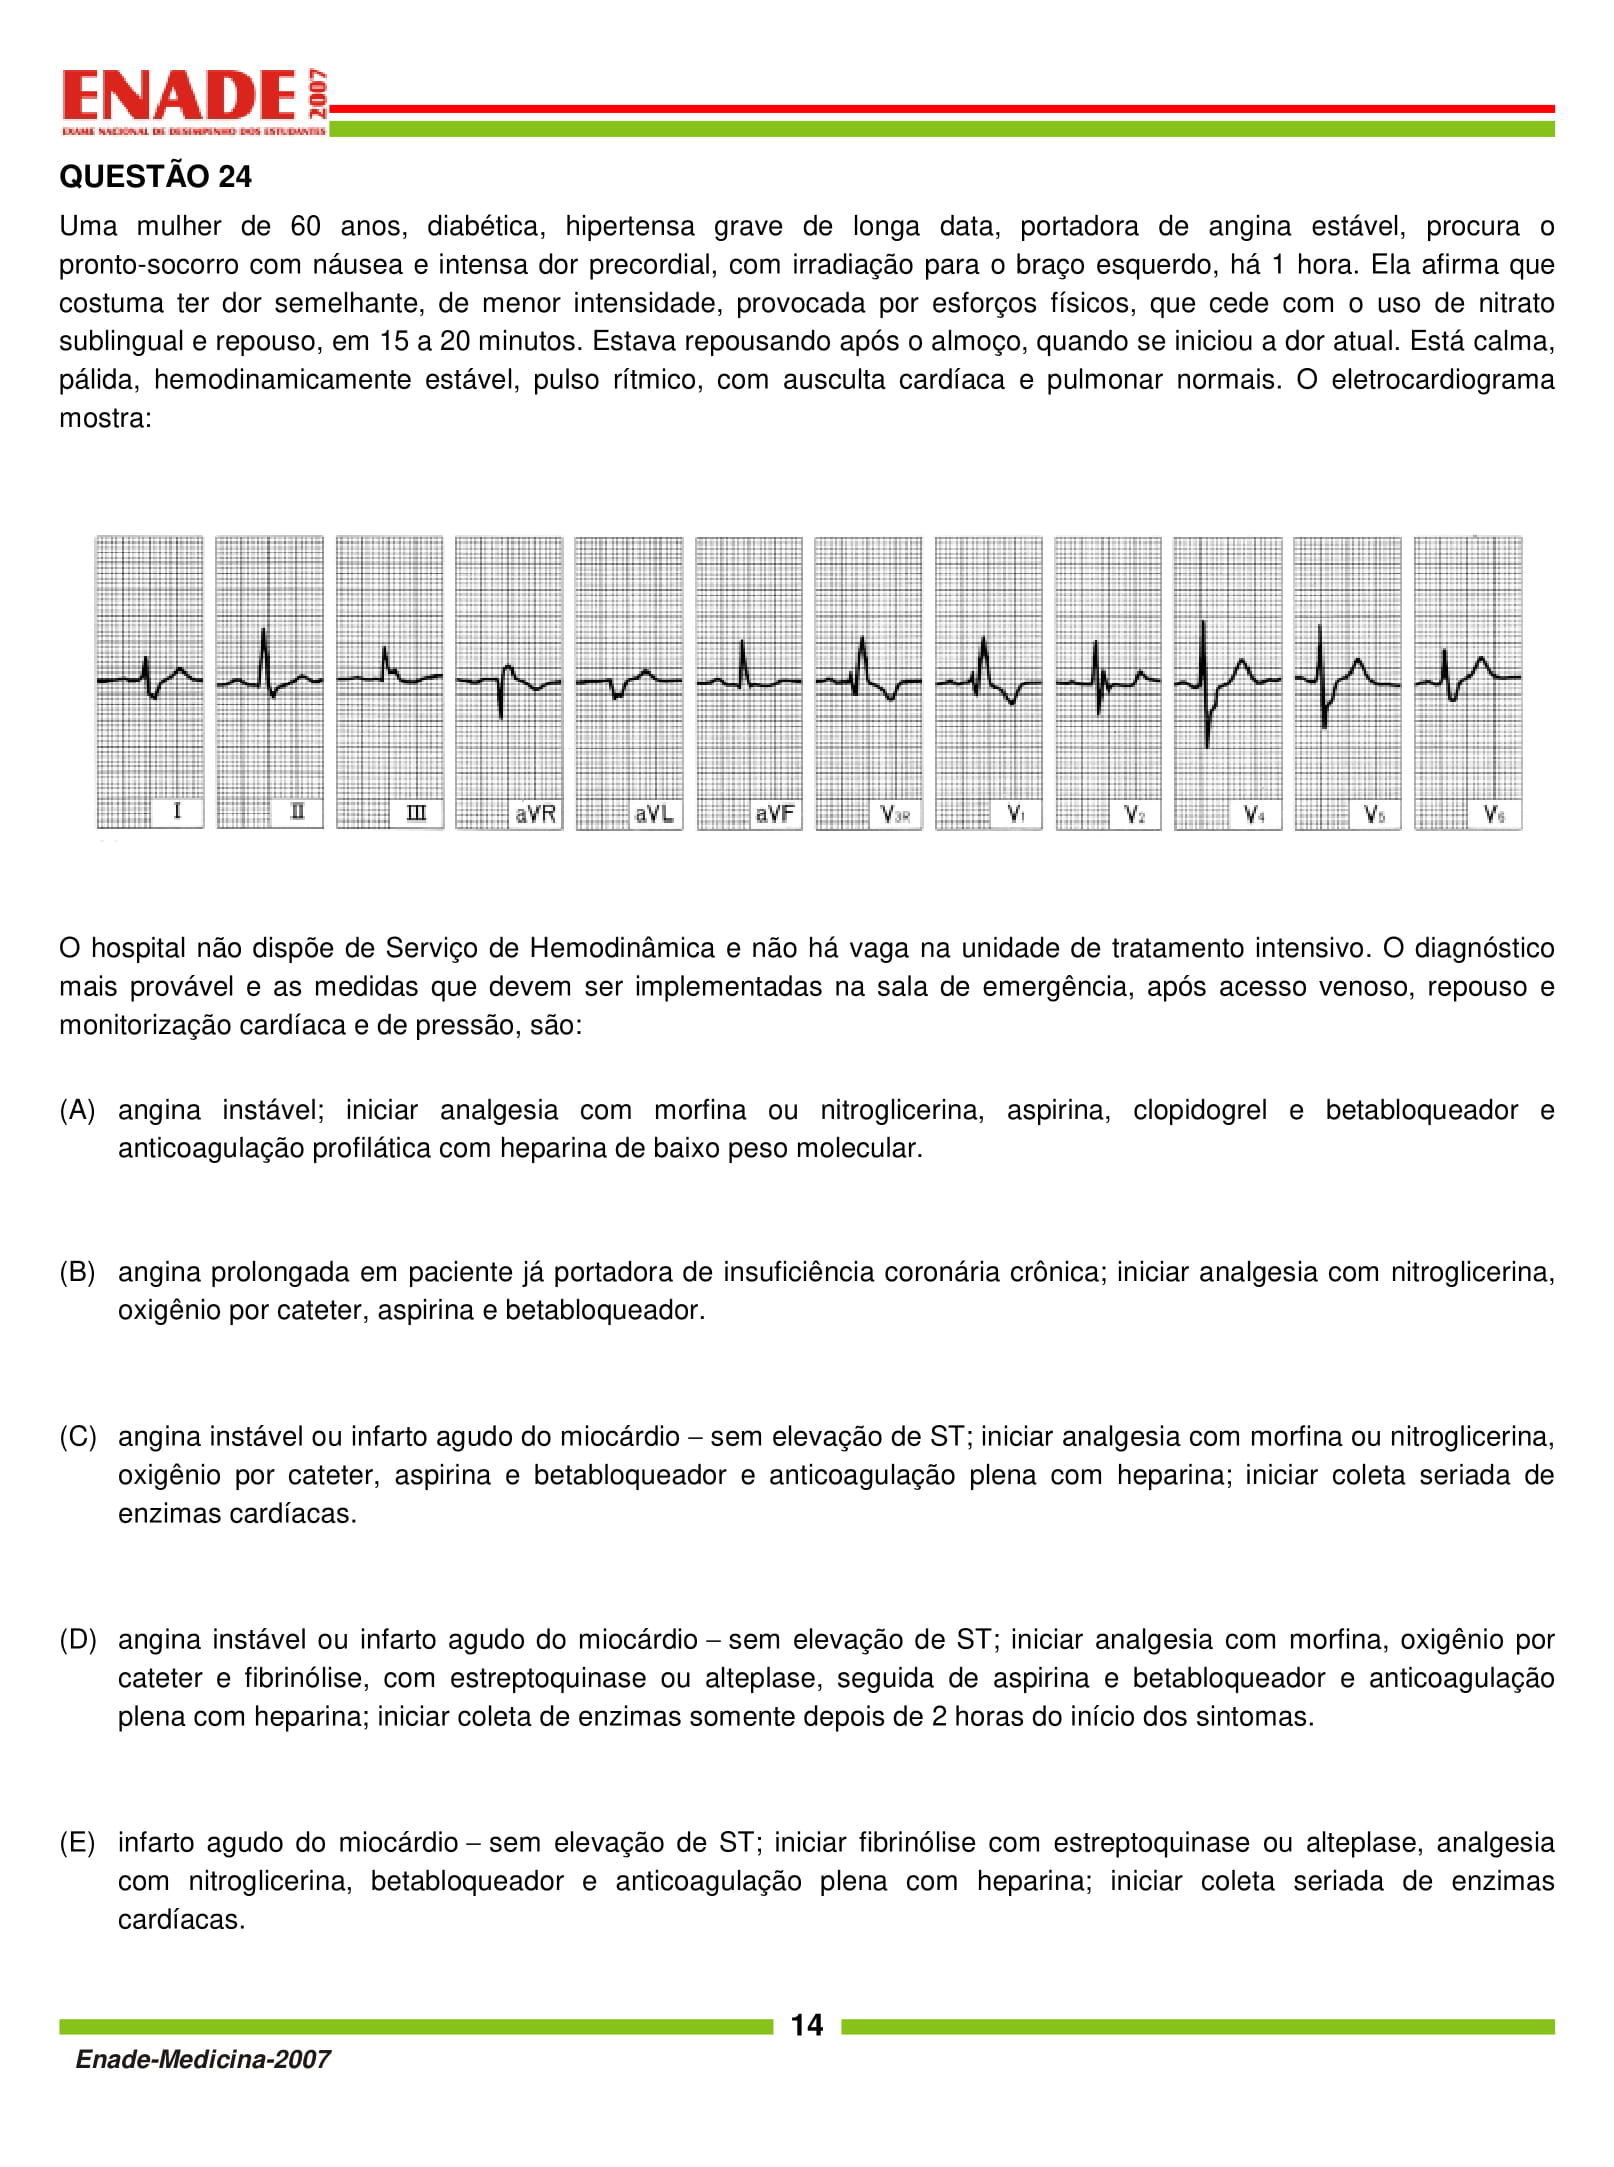 ENADE 2007
EXAME NACIONAL DE DESEMPENHO DOS ESTUDANTES
QUESTÃO 24
Uma mulher de 60 anos, diabética, hipertensa grave de longa data, portadora de angina estável, procura o
pronto-socorro com náusea e intensa dor precordial, com irradiação para o braço esquerdo, há 1 hora. Ela afirma que
costuma ter dor semelhante, de menor intensidade, provocada por esforços físicos, que cede com o uso de nitrato
sublingual e repouso, em 15 a 20 minutos. Estava repousando após o almoço, quando se iniciou a dor atual. Está calma,
pálida, hemodinamicamente estável, pulso rítmico, com ausculta cardíaca e pulmonar normais. O eletrocardiograma
mostra:
I II III aVR aVL aVF V3R V1 V2 V4 V5 V6
O hospital não dispõe de Serviço de Hemodinâmica e não há vaga na unidade de tratamento intensivo. O diagnóstico
mais provável e as medidas que devem ser implementadas na sala de emergência, após acesso venoso, repouso e
monitorização cardíaca e de pressão, são:
(A) angina instável; iniciar analgesia com morfina ou nitroglicerina, aspirina, clopidogrel e betabloqueador e
anticoagulação profilática com heparina de baixo peso molecular.
(B) angina prolongada em paciente já portadora de insuficiência coronária crônica; iniciar analgesia com nitroglicerina,
oxigênio por cateter, aspirina e betabloqueador.
(C) angina instável ou infarto agudo do miocárdio – sem elevação de ST; iniciar analgesia com morfina ou nitroglicerina,
oxigênio por cateter, aspirina e betabloqueador e anticoagulação plena com heparina; iniciar coleta seriada de
enzimas cardíacas.
(D) angina instável ou infarto agudo do miocárdio – sem elevação de ST; iniciar analgesia com morfina, oxigênio por
cateter e fibrinólise, com estreptoquinase ou alteplase, seguida de aspirina e betabloqueador e anticoagulação
plena com heparina; iniciar coleta de enzimas somente depois de 2 horas do início dos sintomas.
(E) infarto agudo do miocárdio – sem elevação de ST; iniciar fibrinólise com estreptoquinase ou alteplase, analgesia
com nitroglicerina, betabloqueador e anticoagulação plena com heparina; iniciar coleta seriada de enzimas
cardíacas.
14
Enade-Medicina-2007